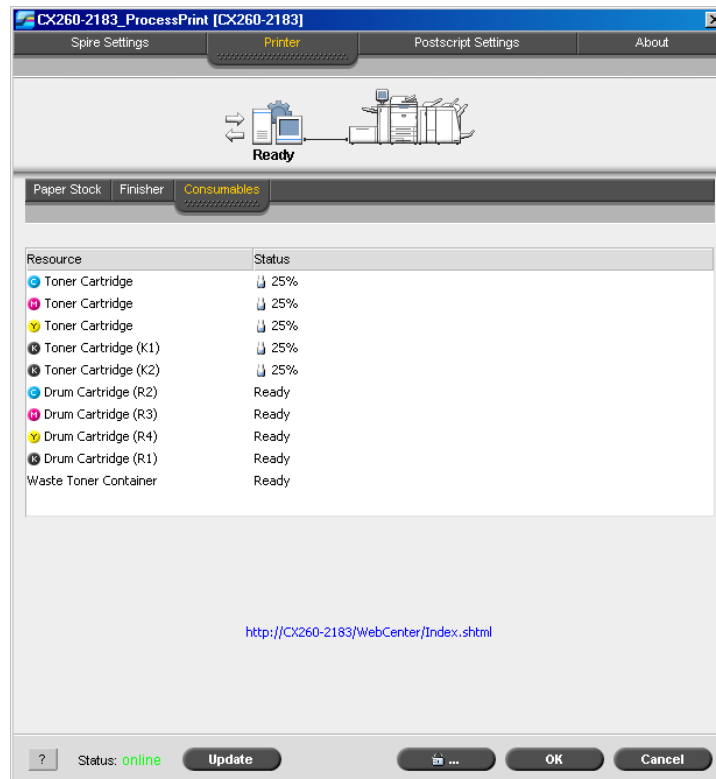 CX260-2183_ProcessPrint [CX260-2183]
Spire Settings Printer Postscript Settings About
Ready
Paper Stock Finisher Consumables
Resource Status
C Toner Cartridge 25%
M Toner Cartridge 25%
Y Toner Cartridge 25%
K Toner Cartridge (K1) 25%
K Toner Cartridge (K2) 25%
C Drum Cartridge (R2) Ready
M Drum Cartridge (R3) Ready
Y Drum Cartridge (R4) Ready
K Drum Cartridge (R1) Ready
Waste Toner Container Ready
http://CX260-2183/WebCenter/Index.shtml
? Status: online Update ... OK Cancel